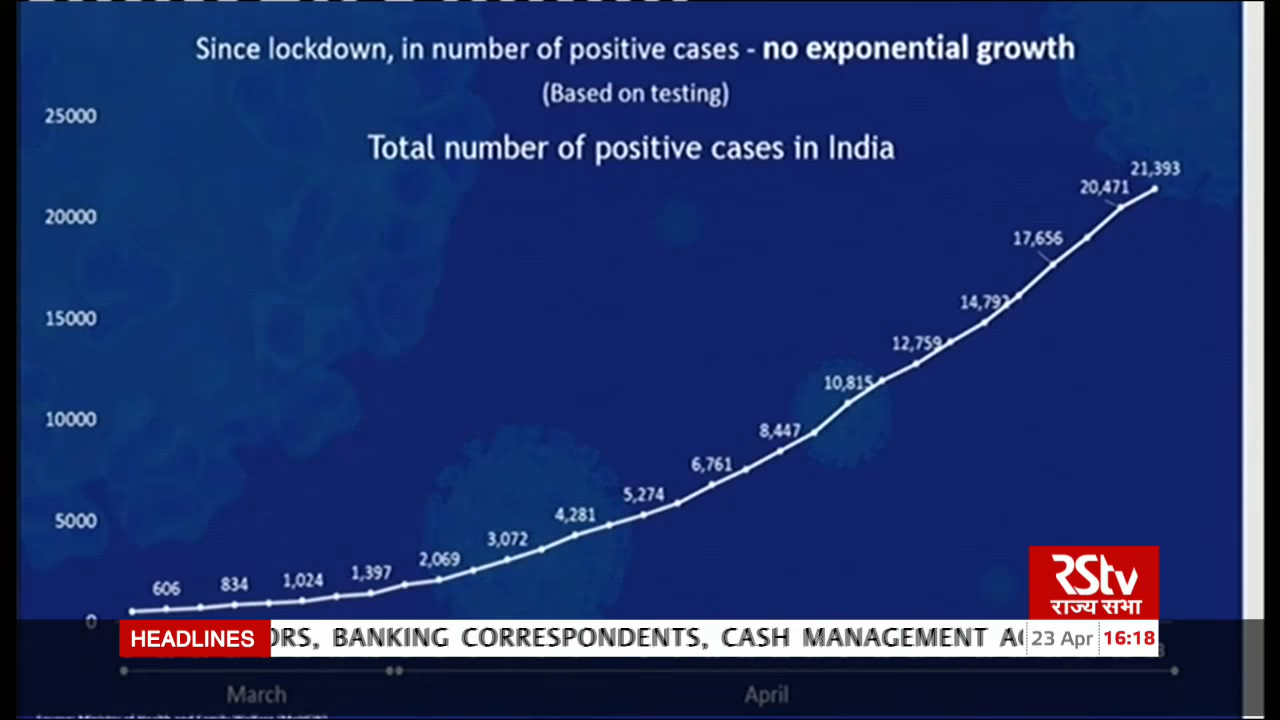 Since lockdown, in number of positive cases - no exponential growth
(Based on testing)
Total number of positive cases in India
25000
20000
15000
10000
5000
0
606
834
1,024
1,397
2,069
3,072
4,281
5,274
6,761
8,447
10,815
12,759
14,792
17,656
20,471
21,393
RSTV
राज्य सभा
HEADLINES
ORS, BANKING CORRESPONDENTS, CASH MANAGEMENT
23 Apr 16:18
March
April